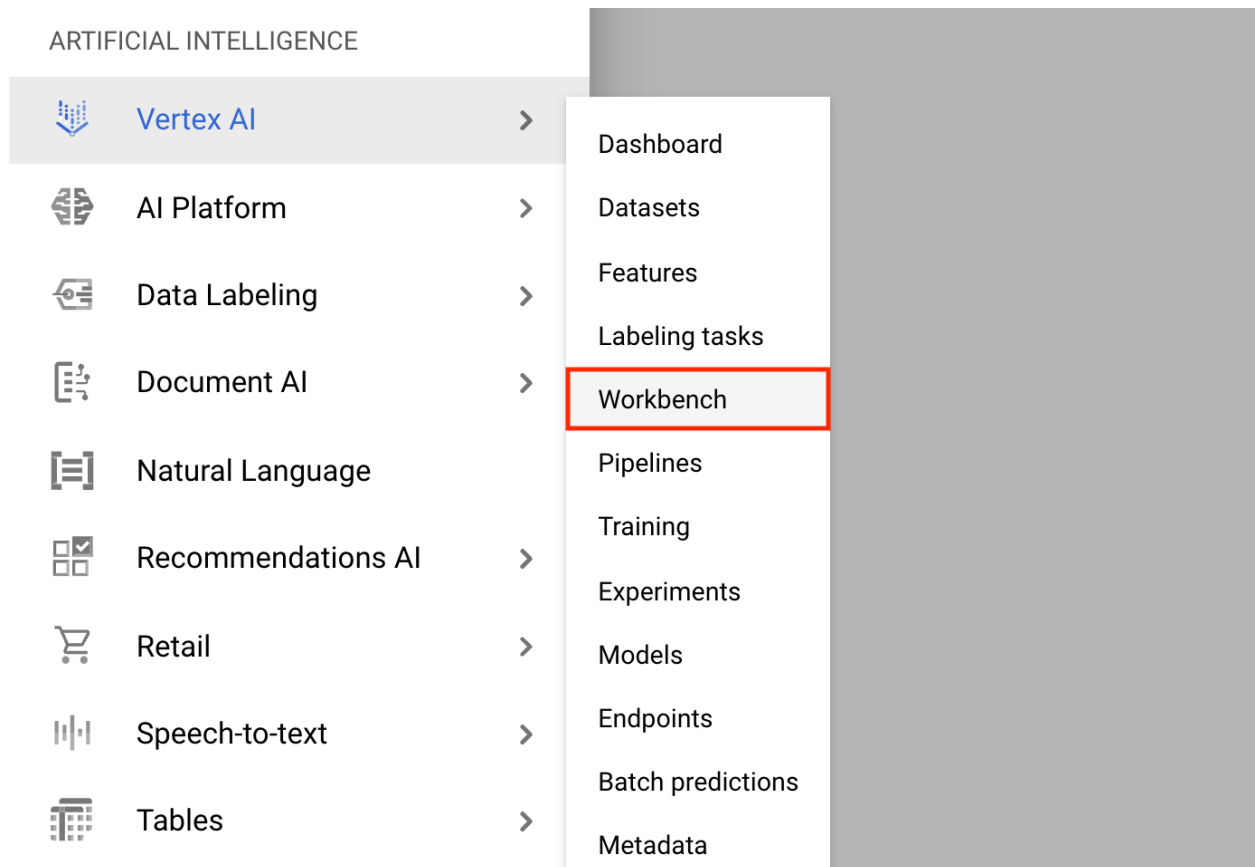 ARTIFICIAL INTELLIGENCE
Vertex AI
AI Platform
Data Labeling
Document AI
Natural Language
Recommendations AI
Retail
Speech-to-text
Tables
Dashboard
Datasets
Features
Labeling tasks
Workbench
Pipelines
Training
Experiments
Models
Endpoints
Batch predictions
Metadata